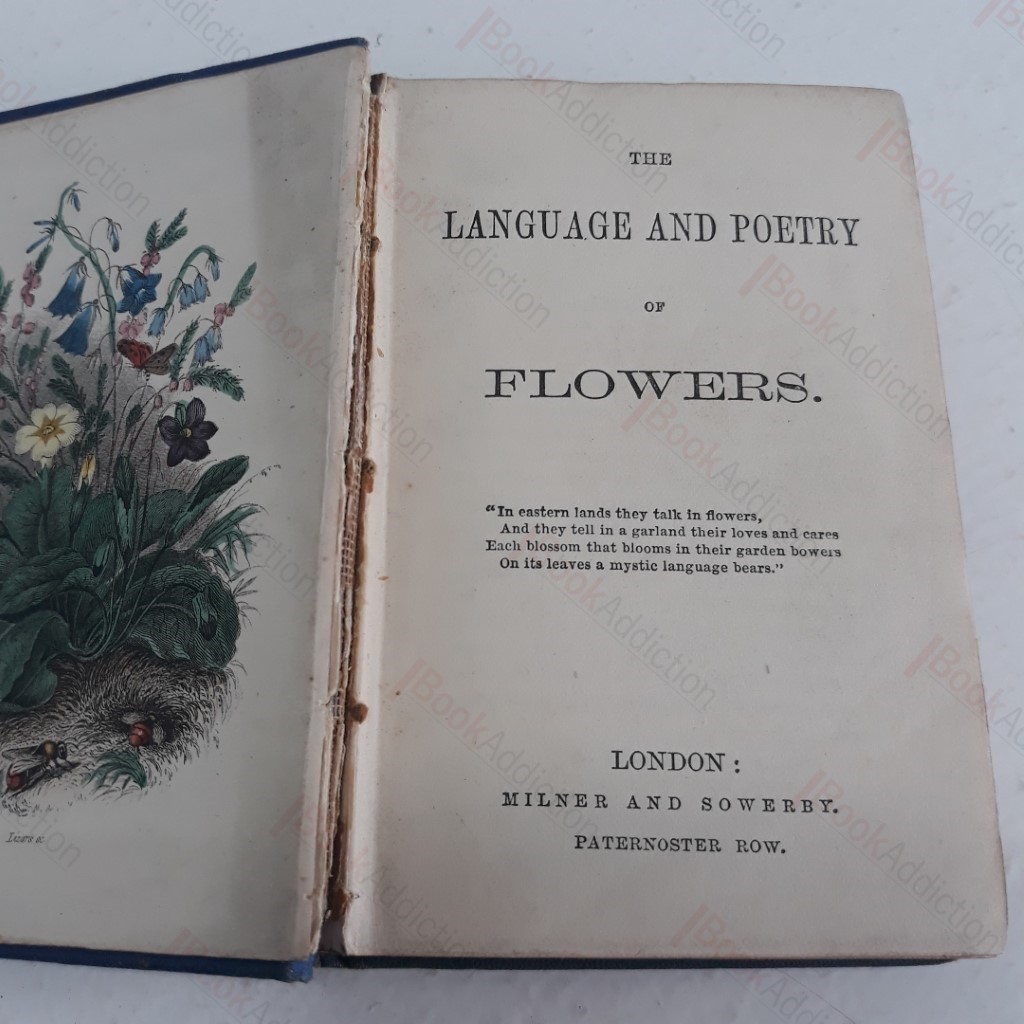 THE
LANGUAGE AND POETRY
OF
FLOWERS.
“In eastern lands they talk in flowers,
And they tell in a garland their loves and cares
Each blossom that blooms in their garden bowers
On its leaves a mystic language bears.”
LONDON:
MILNER AND SOWERBY.
PATERNOSTER ROW.
BookAddiction